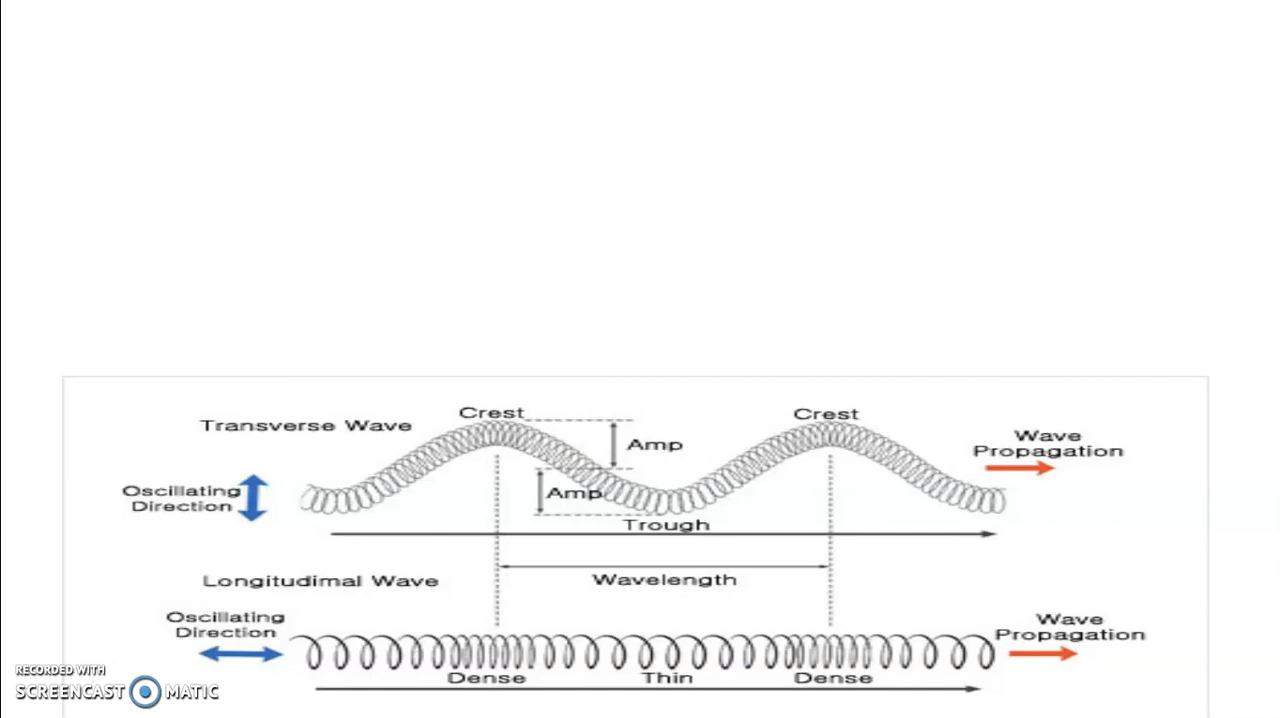 Crest
Crest
Transverse Wave
Amp
Wave
Propagation
Oscillating
Direction
Amp
Trough
Longitudimal Wave
Wavelength
Oscillating
Direction
Wave
Propagation
Dense
Thin
Dense
RECORDED WITH
SCREENCAST MATIC